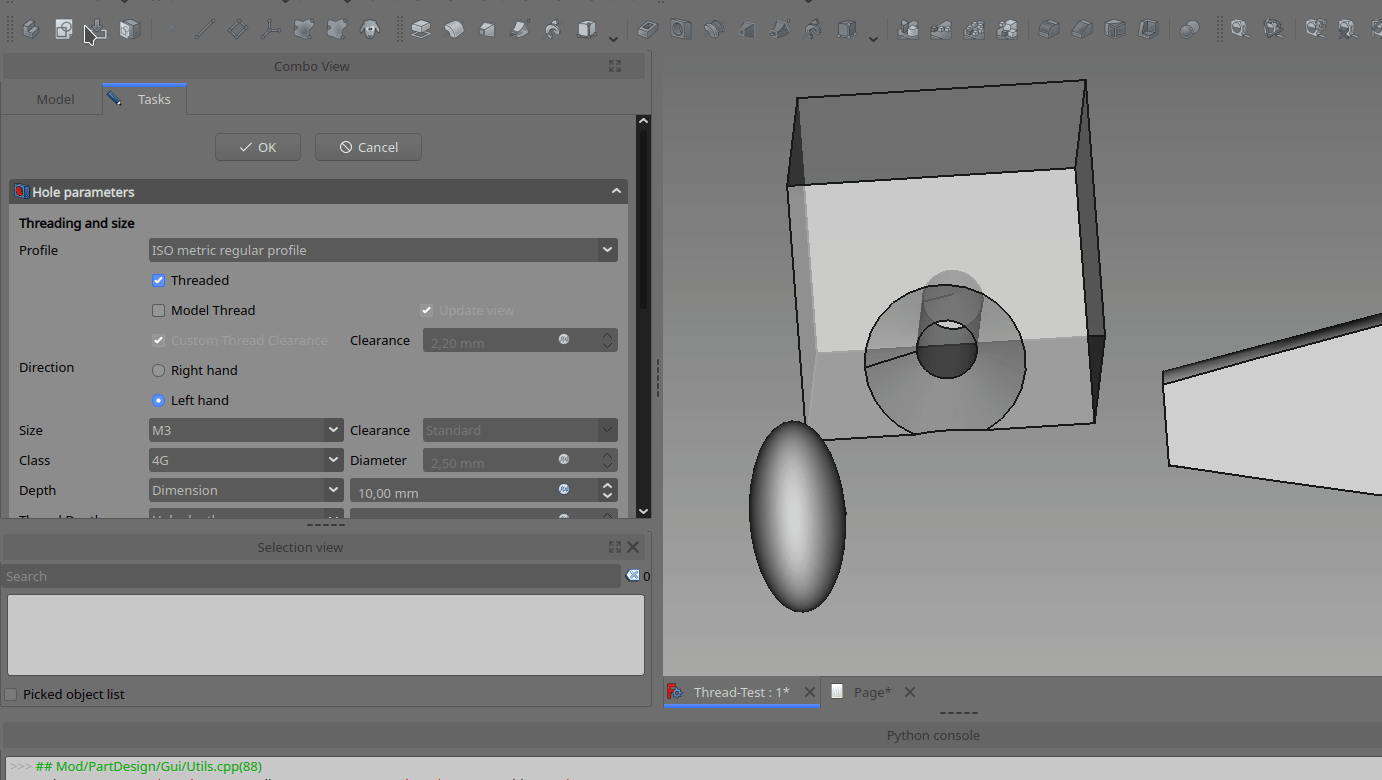 Combo View
Model
Tasks
OK
Cancel
Hole parameters
Threading and size
Profile ISO metric regular profile
Threaded
Model Thread Update view
Custom Thread Clearance Clearance 2,20 mm
Direction Right hand
Left hand
Size M3 Clearance Standard
Class 4G Diameter 2,50 mm
Depth Dimension 10,00 mm
Selection view
Search 0
Picked object list
Thread-Test : 1*
Page*
Python console
>>> ## Mod/PartDesign/Gui/Utils.cpp(88)